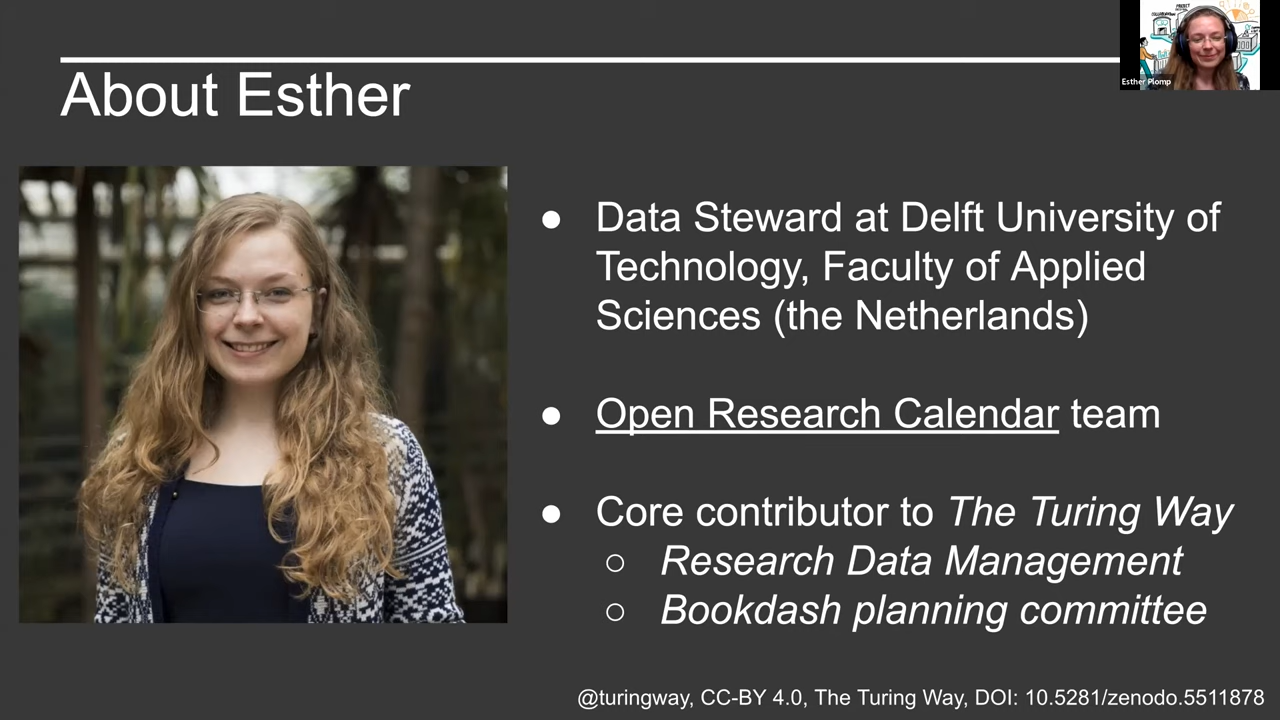 About Esther
Esther Plomp
● Data Steward at Delft University of
Technology, Faculty of Applied
Sciences (the Netherlands)
● Open Research Calendar team
● Core contributor to The Turing Way
○ Research Data Management
○ Bookdash planning committee
@turingway, CC-BY 4.0, The Turing Way, DOI: 10.5281/zenodo.5511878